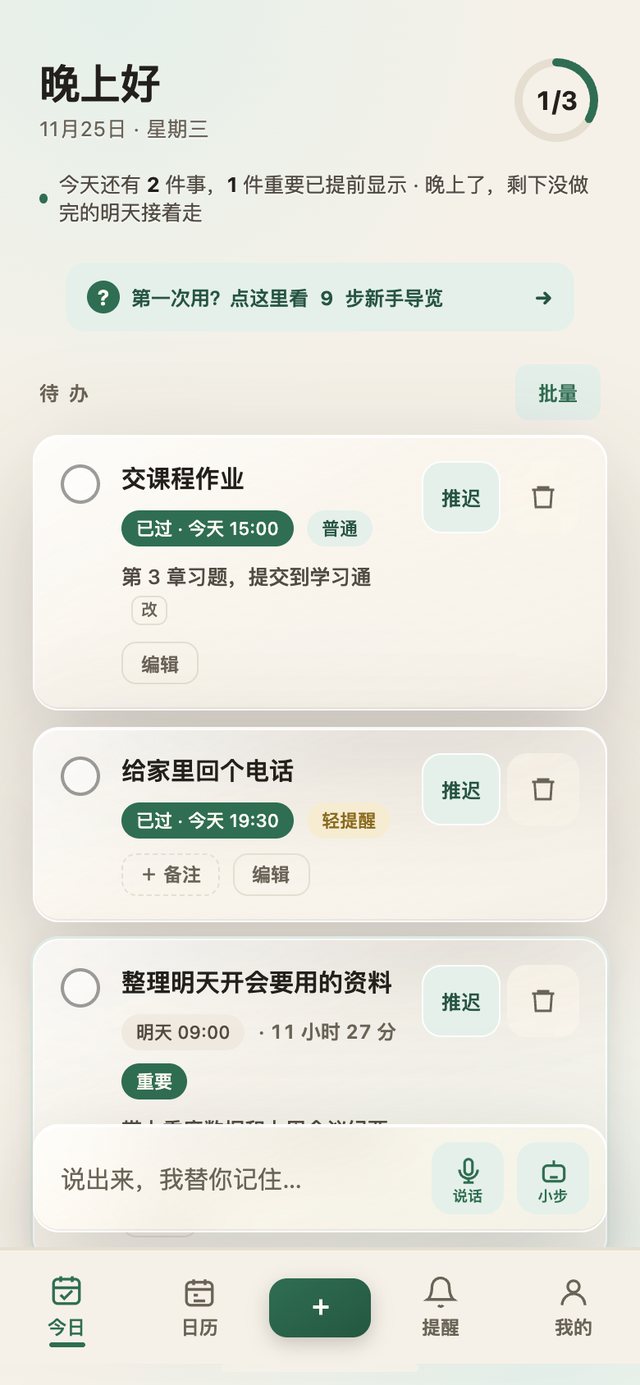 晚上好
1/3
11月25日 · 星期三
今天还有 2 件事，1 件重要已提前显示 · 晚上了，剩下没做
完的明天接着走
? 第一次用？点这里看 9 步新手导览 →
待办
批量
交课程作业
推迟
已过 · 今天 15:00 普通
第 3 章习题，提交到学习通
改
编辑
给家里回个电话
推迟
已过 · 今天 19:30 轻提醒
+ 备注 编辑
整理明天开会要用的资料
推迟
明天 09:00 · 11 小时 27 分
重要
说出来，我替你记住...
说话 小步
今日 日历 + 提醒 我的